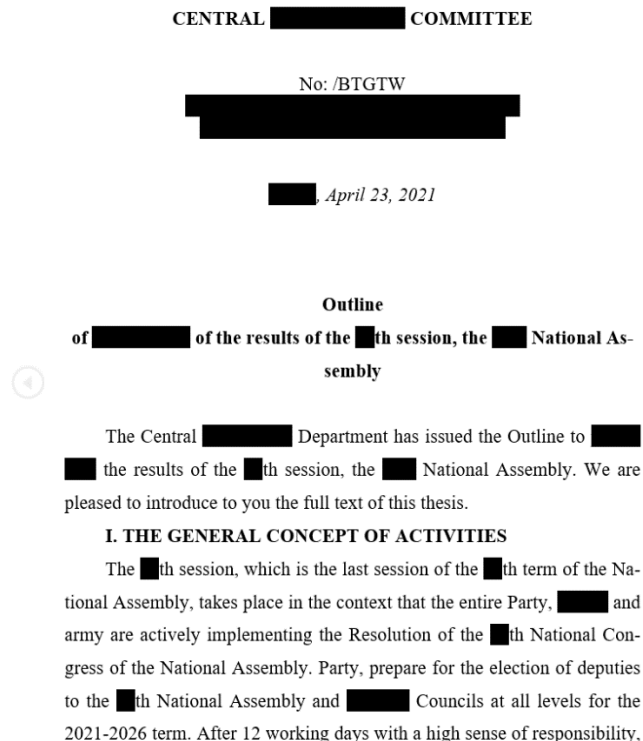 CENTRAL COMMITTEE
No: /BTGTW
, April 23, 2021
Outline
of of the results of the th session, the National As-
sembly
The Central Department has issued the Outline to
the results of the th session, the National Assembly. We are
pleased to introduce to you the full text of this thesis.
I. THE GENERAL CONCEPT OF ACTIVITIES
The th session, which is the last session of the th term of the Na-
tional Assembly, takes place in the context that the entire Party, and
army are actively implementing the Resolution of the th National Con-
gress of the National Assembly. Party, prepare for the election of deputies
to the th National Assembly and Councils at all levels for the
2021-2026 term. After 12 working days with a high sense of responsibility,